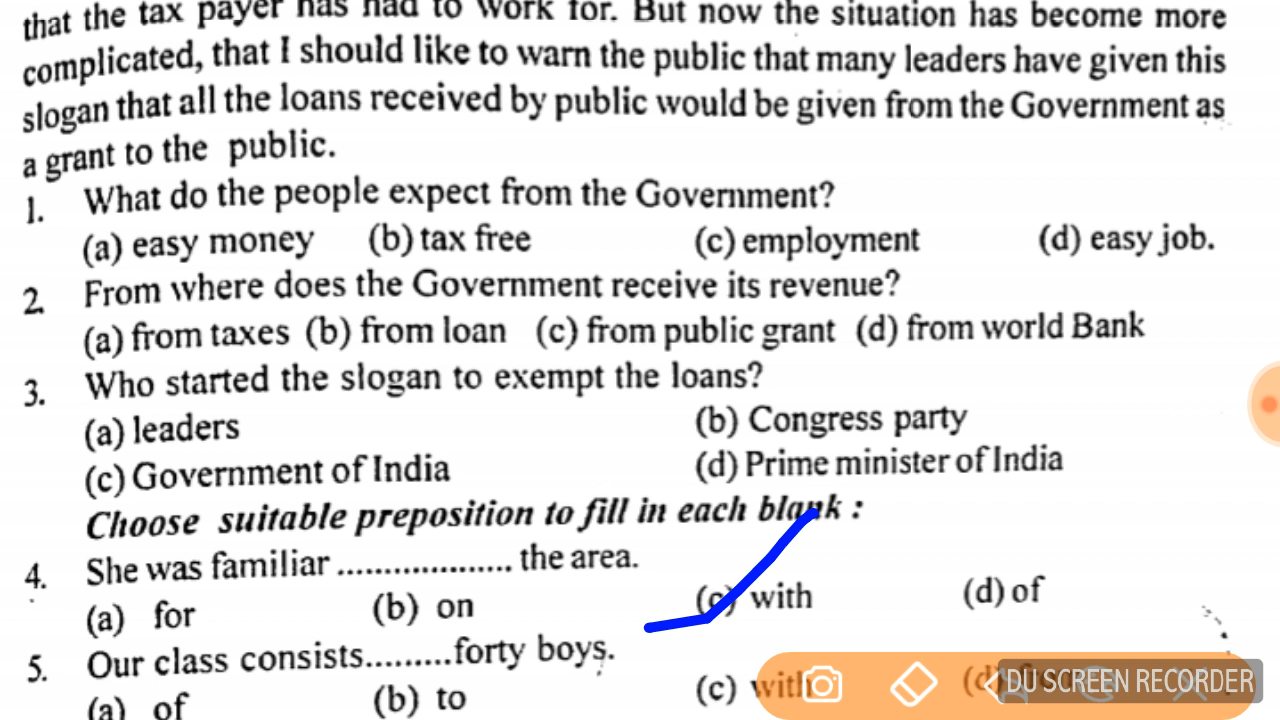 that the tax payer has had to work for. But now the situation has become more
complicated, that I should like to warn the public that many leaders have given this
slogan that all the loans received by public would be given from the Government as
a grant to the public.
1. What do the people expect from the Government?
(a) easy money (b) tax free (c) employment (d) easy job.
2. From where does the Government receive its revenue?
(a) from taxes (b) from loan (c) from public grant (d) from world Bank
3. Who started the slogan to exempt the loans?
(a) leaders (b) Congress party
(c) Government of India (d) Prime minister of India
Choose suitable preposition to fill in each blank :
4. She was familiar ................... the area.
(a) for (b) on (c) with (d) of
5. Our class consists.........forty boys.
(a) of (b) to (c) with (d)
DU SCREEN RECORDER